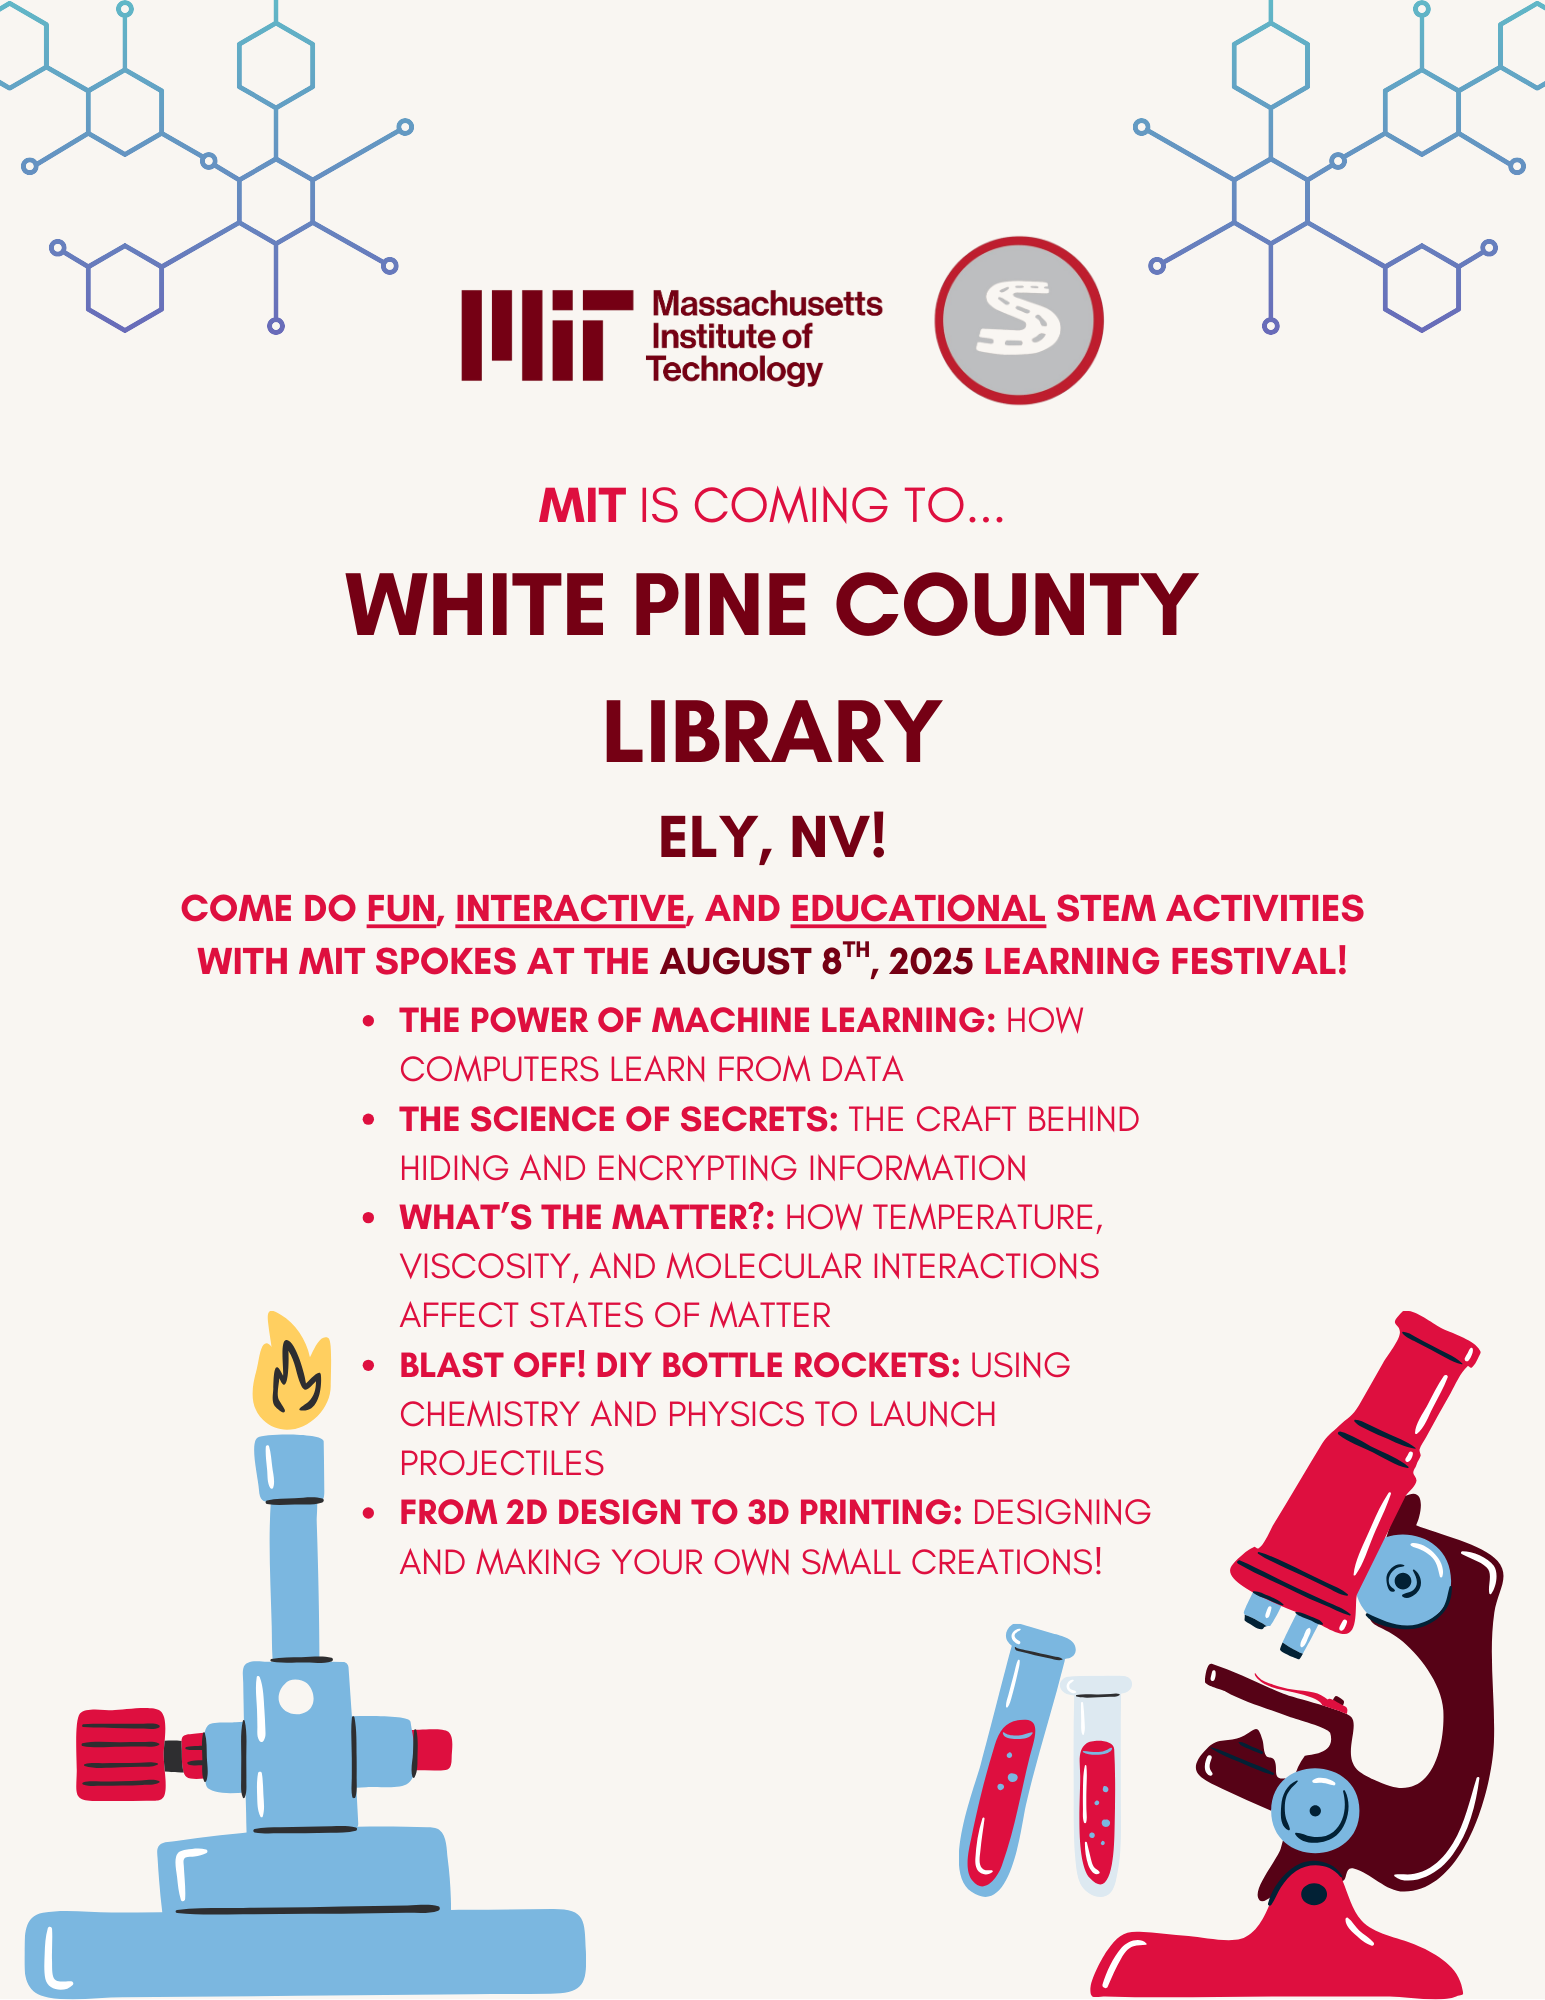 Massachusetts
Institute of
Technology
MIT IS COMING TO...
WHITE PINE COUNTY
LIBRARY
ELY, NV!
COME DO FUN, INTERACTIVE, AND EDUCATIONAL STEM ACTIVITIES
WITH MIT SPOKES AT THE AUGUST 8TH, 2025 LEARNING FESTIVAL!
• THE POWER OF MACHINE LEARNING: HOW
COMPUTERS LEARN FROM DATA
• THE SCIENCE OF SECRETS: THE CRAFT BEHIND
HIDING AND ENCRYPTING INFORMATION
• WHAT'S THE MATTER?: HOW TEMPERATURE,
VISCOSITY, AND MOLECULAR INTERACTIONS
AFFECT STATES OF MATTER
• BLAST OFF! DIY BOTTLE ROCKETS: USING
CHEMISTRY AND PHYSICS TO LAUNCH
PROJECTILES
• FROM 2D DESIGN TO 3D PRINTING: DESIGNING
AND MAKING YOUR OWN SMALL CREATIONS!